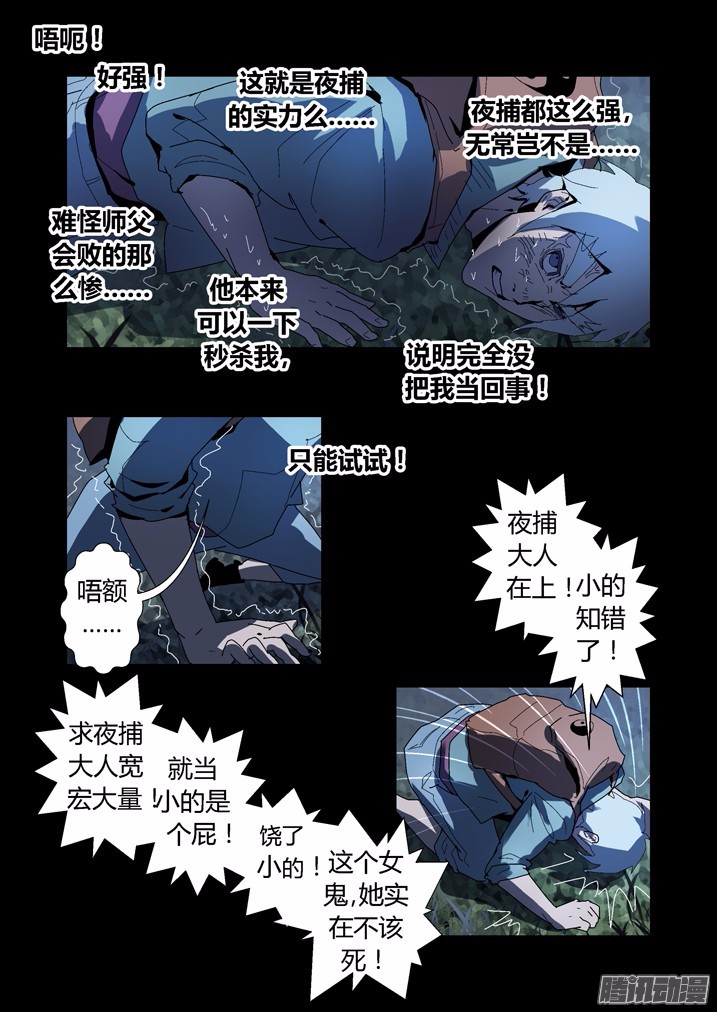 唔呃！
好强！
这就是夜捕
的实力么……
夜捕都这么强，
无常岂不是……
难怪师父
会败的那
么惨……
他本来
可以一下
秒杀我，
说明完全没
把我当回事！
只能试试！
唔额
……
夜捕
大人
在上！
小的
知错
了！
求夜捕
大人宽
宏大量！
就当
小的是
个屁！
饶了
小的！
这个女
鬼，她实
在不该
死！
腾讯动漫